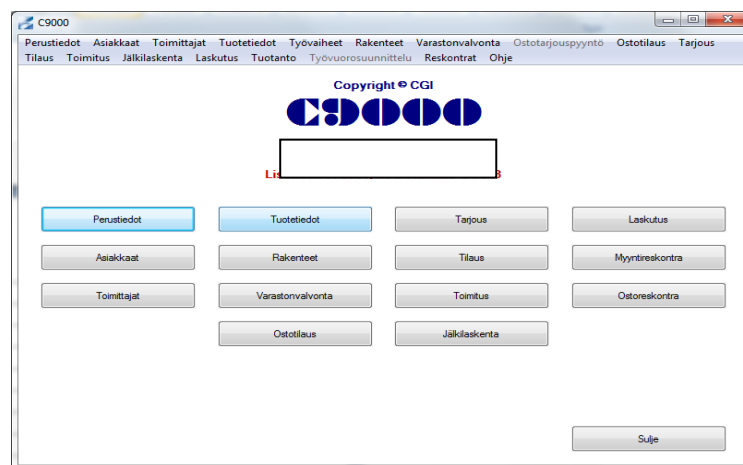 C9000
Perustiedot Asiakkaat Toimittajat Tuotetiedot Työvaiheet Rakenteet Varastonvalvonta Ostotarjouspyyntö Ostotilaus Tarjous
Tilaus Toimitus Jälkilaskenta Laskutus Tuotanto Työvuorosuunnittelu Reskontrat Ohje
Copyright © CGI
C9000
Perustiedot Tuotetiedot Tarjous Laskutus
Asiakkaat Rakenteet Tilaus Myyntireskontra
Toimittajat Varastonvalvonta Toimitus Ostoreskontra
Ostotilaus Jälkilaskenta
Sulje